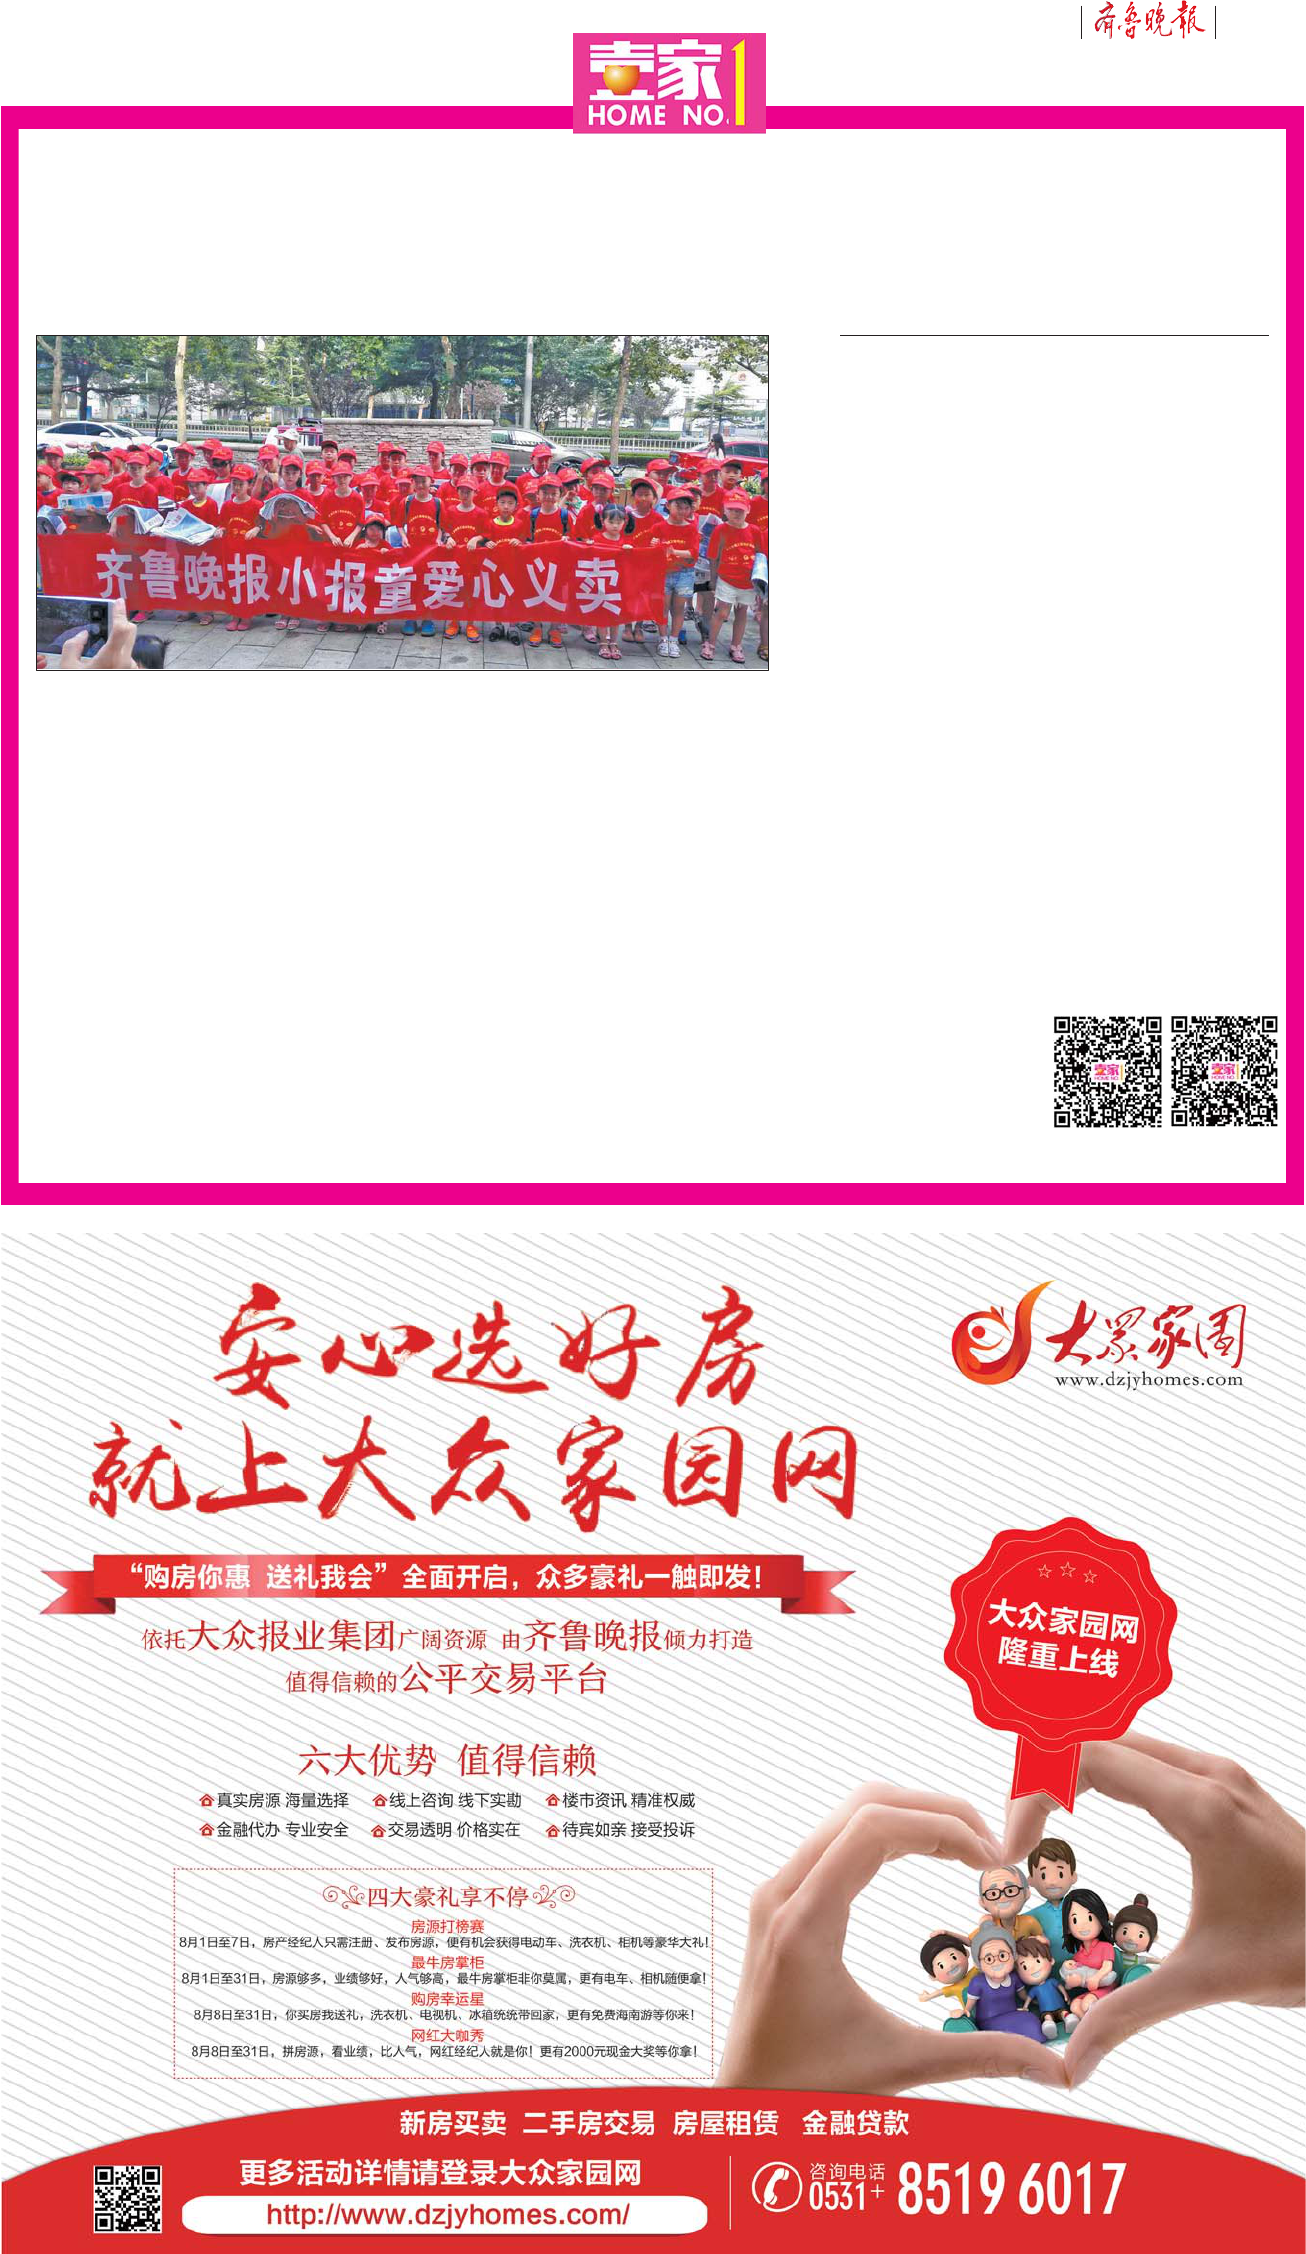 齐鲁晚报
壹家
HOME NO.1
齐鲁晚报小报童爱心义卖
壹家
HOME NO.1
壹家
HOME NO.1
安心选好房
就上大众家园网
大众家园
www.dzjyhomes.com
“购房你惠 送礼我会”全面开启，众多豪礼一触即发！
依托大众报业集团广阔资源 由齐鲁晚报倾力打造
值得信赖的公平交易平台
大众家园网
隆重上线
六大优势 值得信赖
真实房源 海量选择 线上咨询 线下实勘 楼市资讯 精准权威
金融代办 专业安全 交易透明 价格实在 待宾如亲 接受投诉
四大豪礼享不停
房源打榜赛
8月1日至7日，房产经纪人只需注册、发布房源，便有机会获得电动车、洗衣机、相机等豪华大礼！
最牛房掌柜
8月1日至31日，房源够多，业绩够好，人气够高，最牛房掌柜非你莫属，更有电车、相机随便拿！
购房幸运星
8月8日至31日，你买房我送礼，洗衣机、电视机、冰箱统统带回家，更有免费海南游等你来！
网红大咖秀
8月8日至31日，拼房源，看业绩，比人气，网红经纪人就是你！更有2000元现金大奖等你拿！
新房买卖 二手房交易 房屋租赁 金融贷款
更多活动详情请登录大众家园网
http://www.dzjyhomes.com/
咨询电话
0531+ 8519 6017